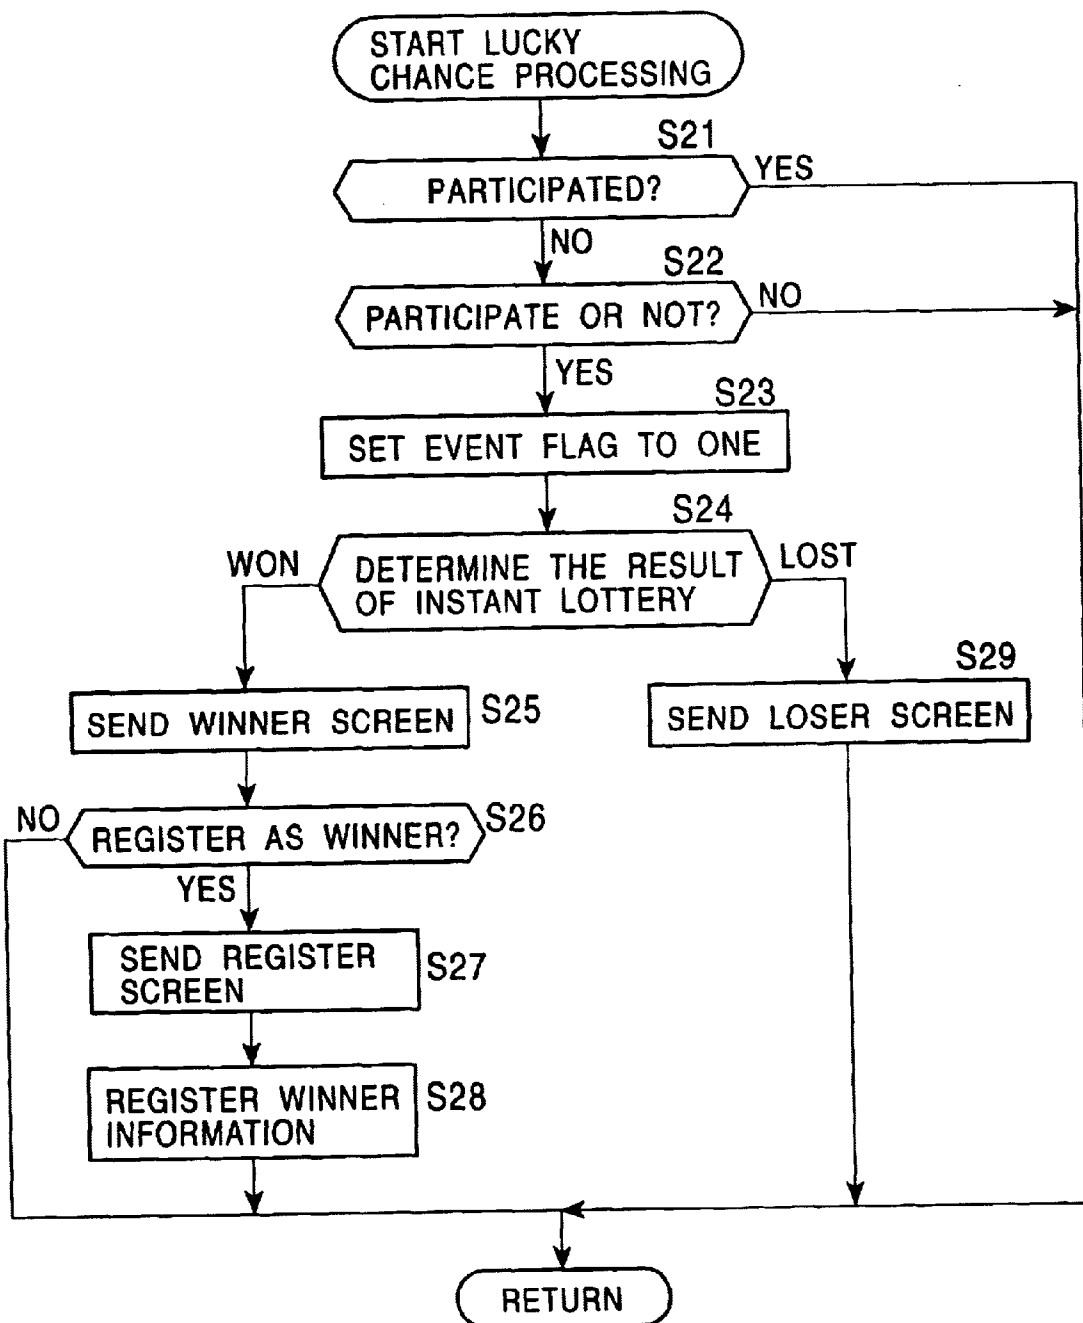 START LUCKY
CHANCE PROCESSING
S21
PARTICIPATED?
YES
NO
S22
PARTICIPATE OR NOT?
NO
YES
S23
SET EVENT FLAG TO ONE
S24
WON
DETERMINE THE RESULT
OF INSTANT LOTTERY
LOST
S29
SEND WINNER SCREEN
S25
SEND LOSER SCREEN
NO
REGISTER AS WINNER?
S26
YES
SEND REGISTER
SCREEN
S27
REGISTER WINNER
INFORMATION
S28
RETURN